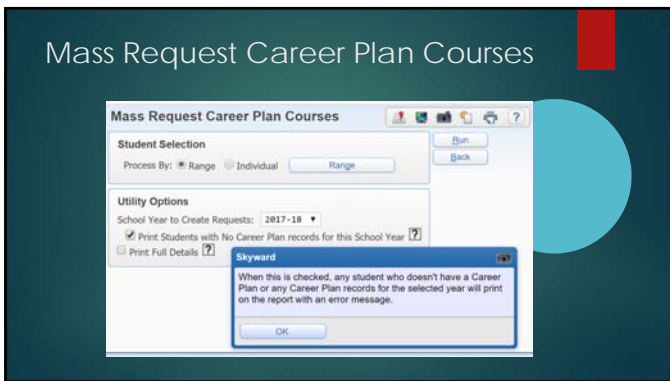 Mass Request Career Plan Courses
Mass Request Career Plan Courses ?
Student Selection
Run
Process By: Range Individual Range
Back
Utility Options
School Year to Create Requests: 2017-18
Print Students with No Career Plan records for this School Year ?
Print Full Details ?
Skyward
When this is checked, any student who doesn't have a Career
Plan or any Career Plan records for the selected year will print
on the report with an error message.
OK